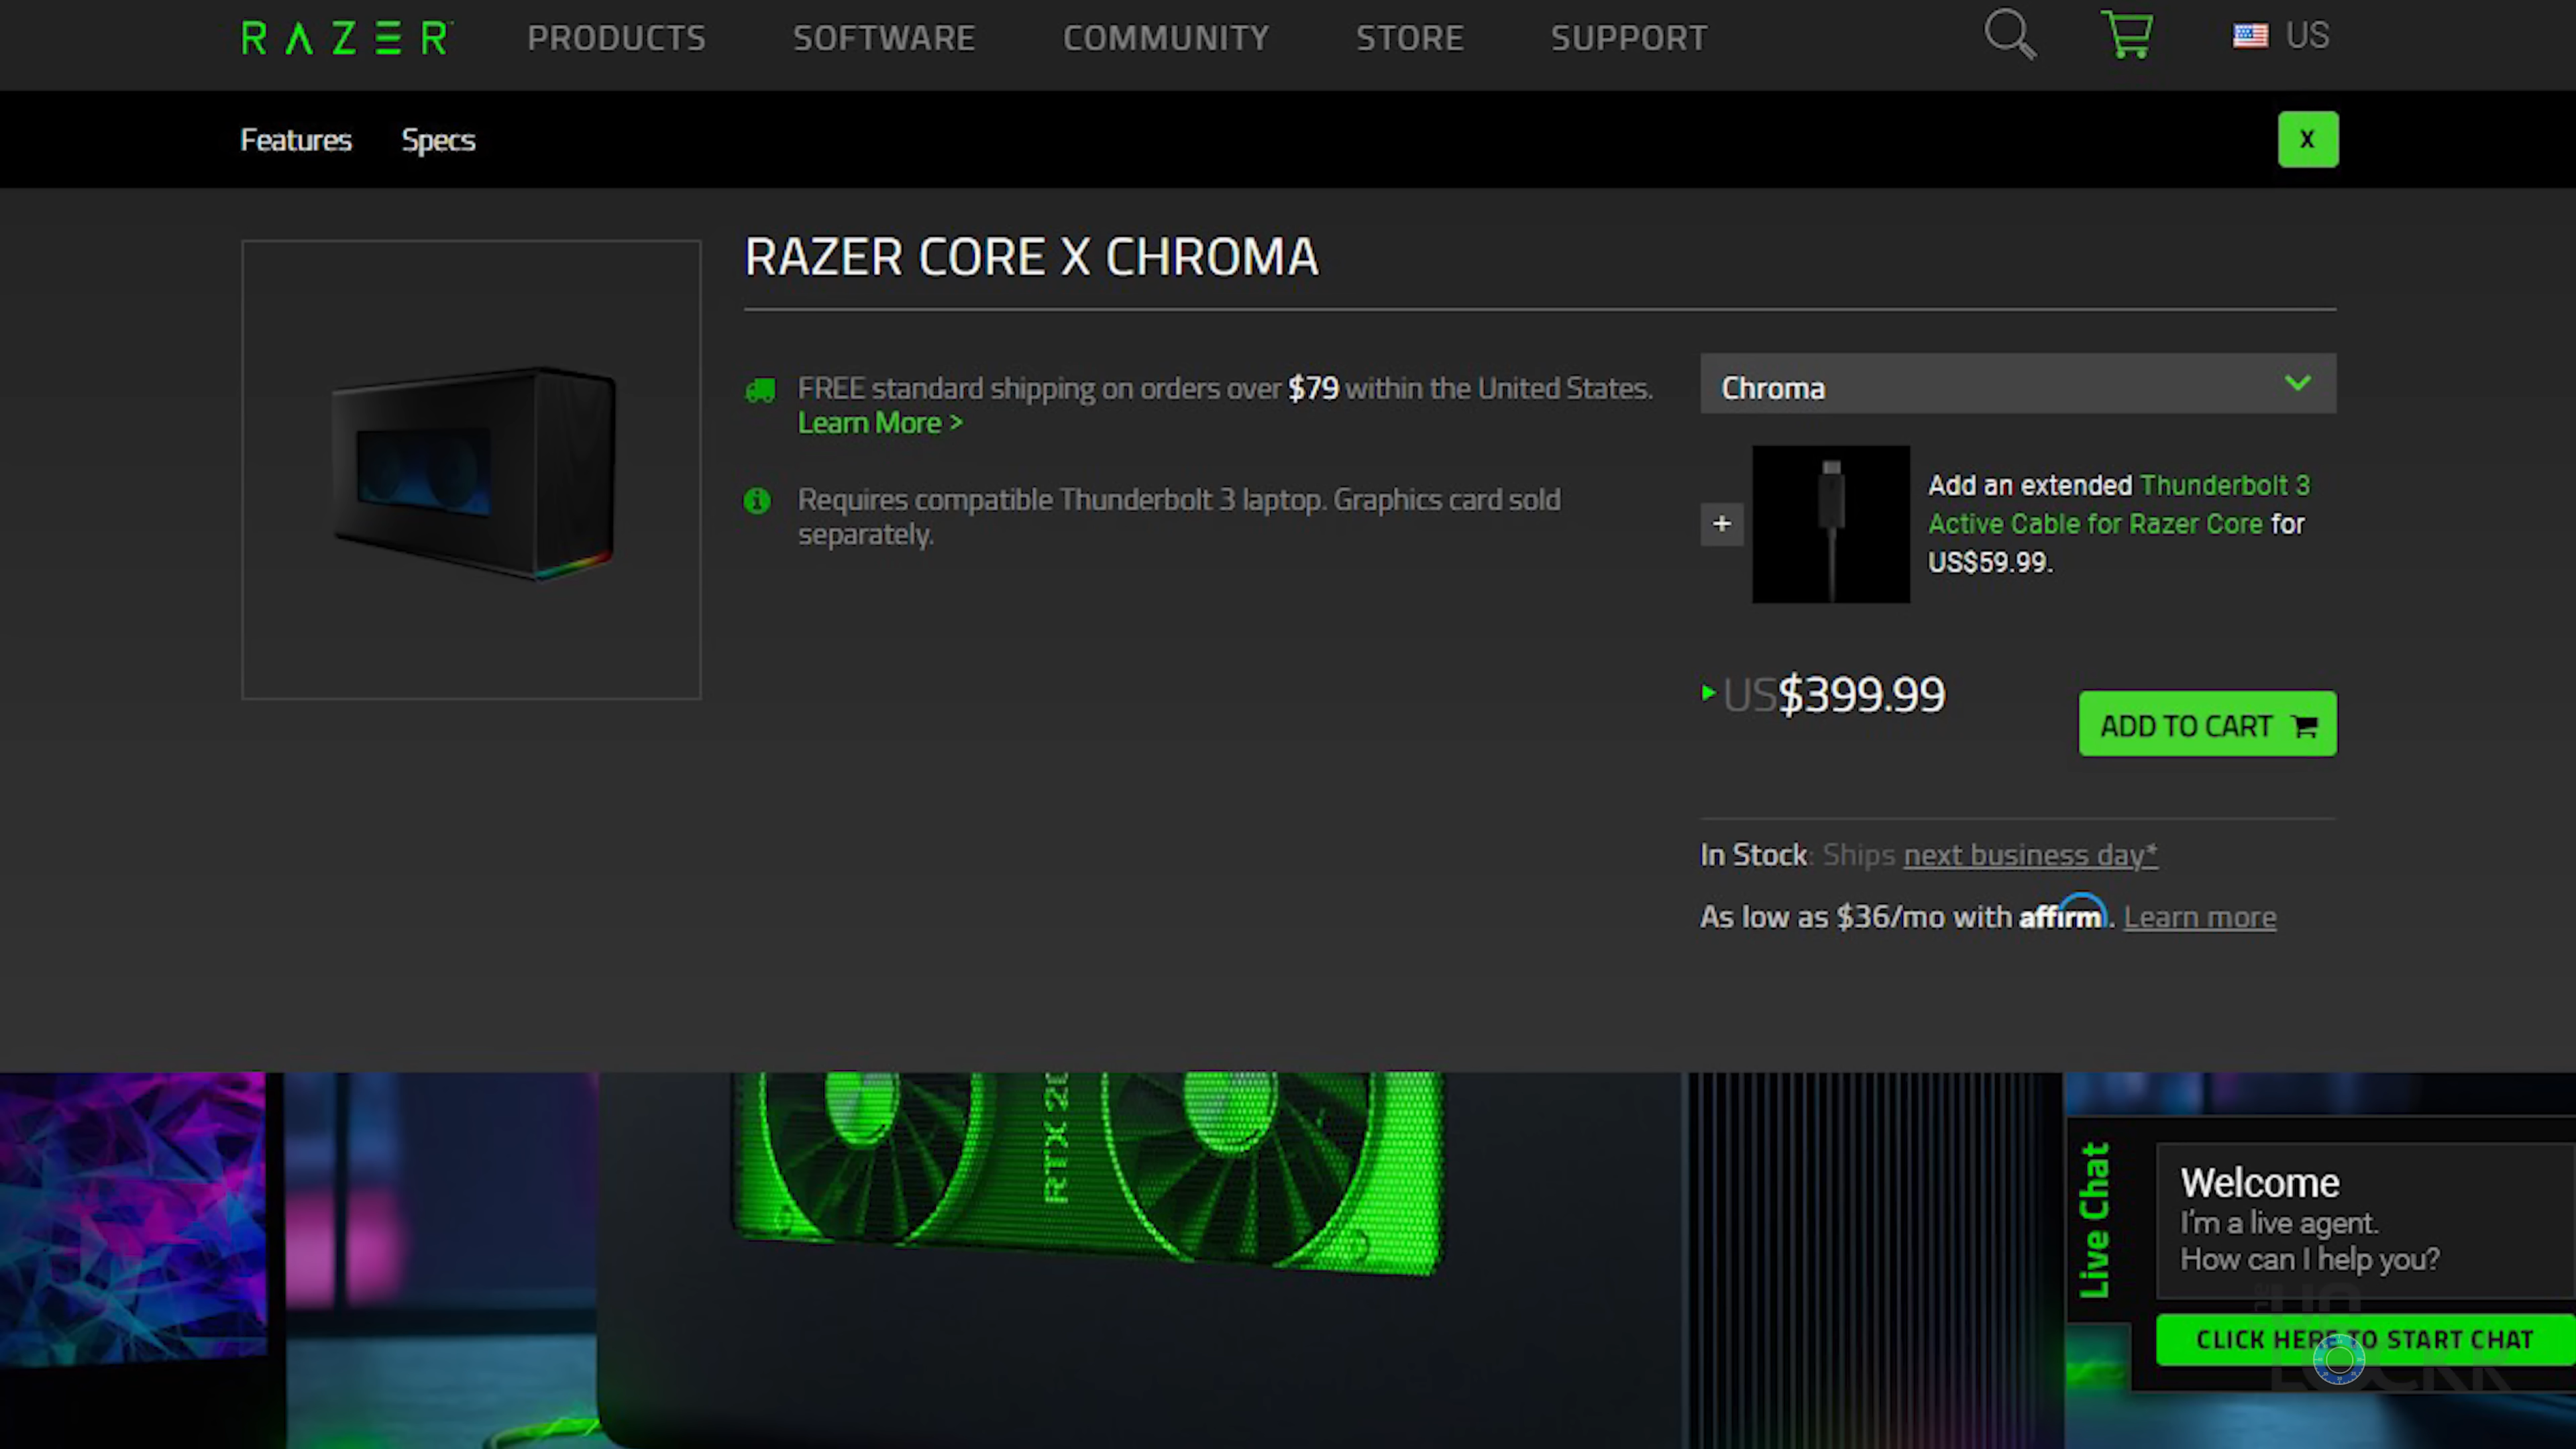 RAZER PRODUCTS SOFTWARE COMMUNITY STORE SUPPORT US
Features Specs X
RAZER CORE X CHROMA
FREE standard shipping on orders over $79 within the United States.
Learn More >
Requires compatible Thunderbolt 3 laptop. Graphics card sold
separately.
Chroma
+
Add an extended Thunderbolt 3
Active Cable for Razer Core for
US$59.99.
US$399.99
ADD TO CART
In Stock: Ships next business day*
As low as $36/mo with affirm. Learn more
RTX
Live Chat
Welcome
I'm a live agent.
How can I help you?
CLICK HERE TO START CHAT